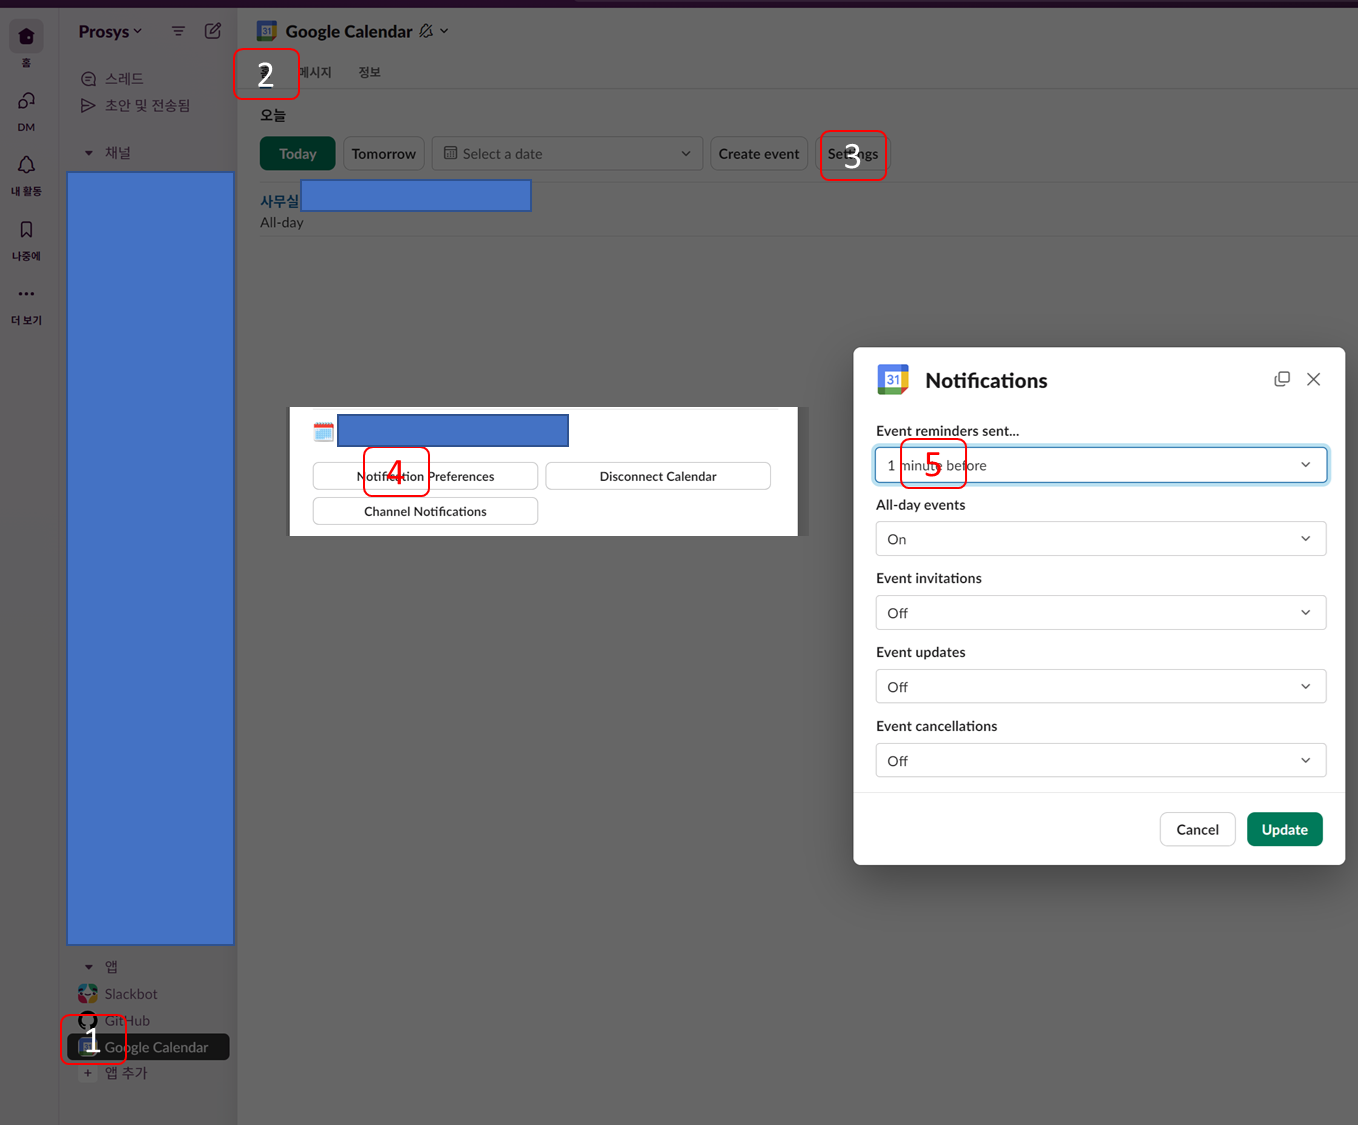 Prosys
홈
DM
내 활동
나중에
더 보기
스레드
초안 및 전송됨
채널
앱
Slackbot
GitHub
1
Google Calendar
앱 추가
31 Google Calendar
2
메시지
정보
오늘
Today
Tomorrow
Select a date
Create event
Settings
3
사무실
All-day
4
Notification Preferences
Disconnect Calendar
Channel Notifications
31 Notifications
Event reminders sent...
5
1 minute before
All-day events
On
Event invitations
Off
Event updates
Off
Event cancellations
Off
Cancel
Update